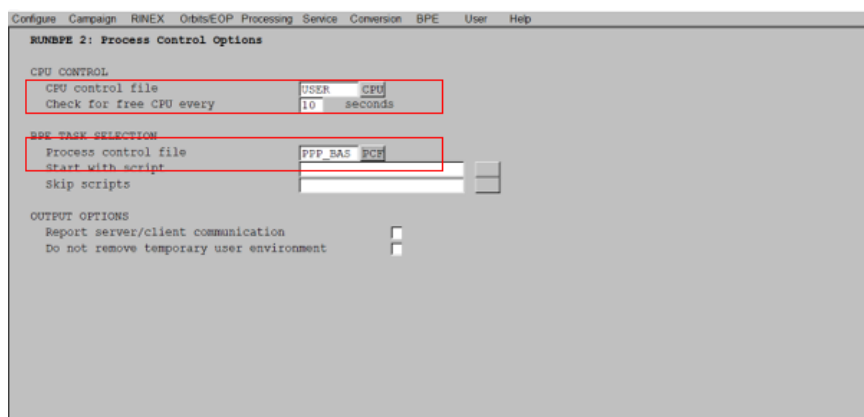 Configure Campaign RINEX Orbits/EOP Processing Service Conversion BPE User Help
RUNBPE 2: Process Control Options
CPU CONTROL
CPU control file USER CPU
Check for free CPU every 10 seconds
BPE TASK SELECTION
Process control file PPP_BAS PCF
Start with script
Skip scripts
OUTPUT OPTIONS
Report server/client communication
Do not remove temporary user environment